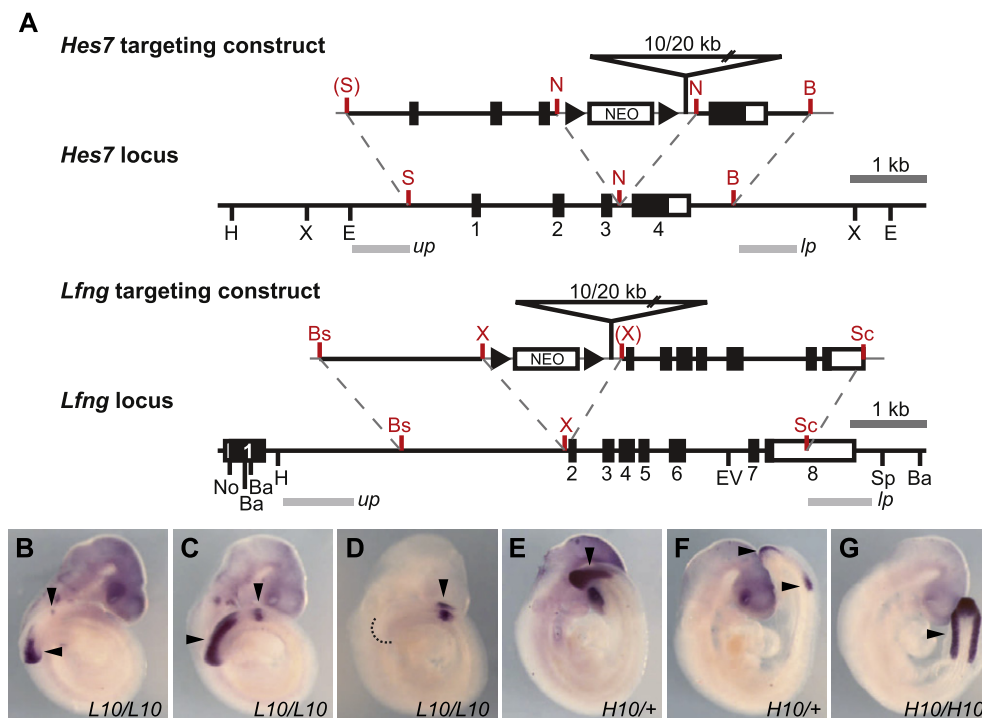 A
Hes7 targeting construct
10/20 kb
(S) N N B
NEO
Hes7 locus
1 kb
S N B
H X E 1 2 3 4 X E
up lp
Lfng targeting construct
10/20 kb
Bs X (X) Sc
NEO
Lfng locus
1 kb
Bs X Sc
1
No Ba Ba H 2 3 4 5 6 EV 7 8 Sp Ba
up lp
B C D E F G
L10/L10 L10/L10 L10/L10 H10/+ H10/+ H10/H10